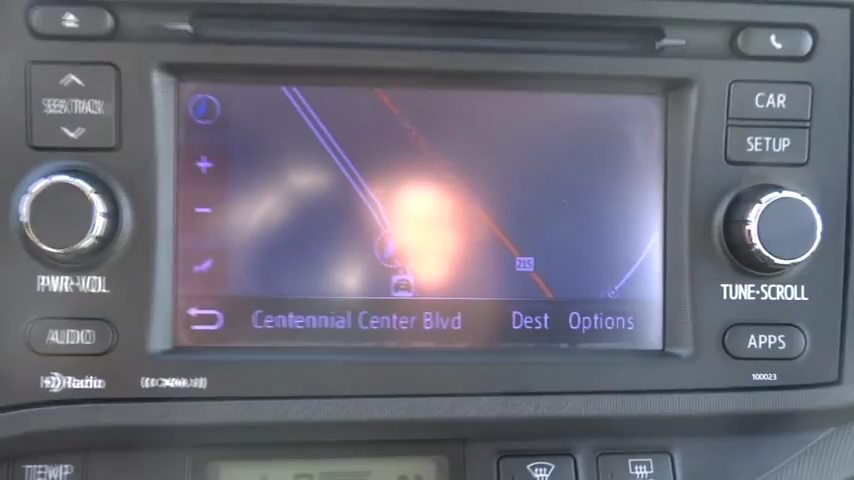 SEEK/TRACK
CAR
SETUP
215
PWR•VOL
TUNE•SCROLL
Centennial Center Blvd
Dest
Options
AUDIO
APPS
HD Radio
100023
TEMP